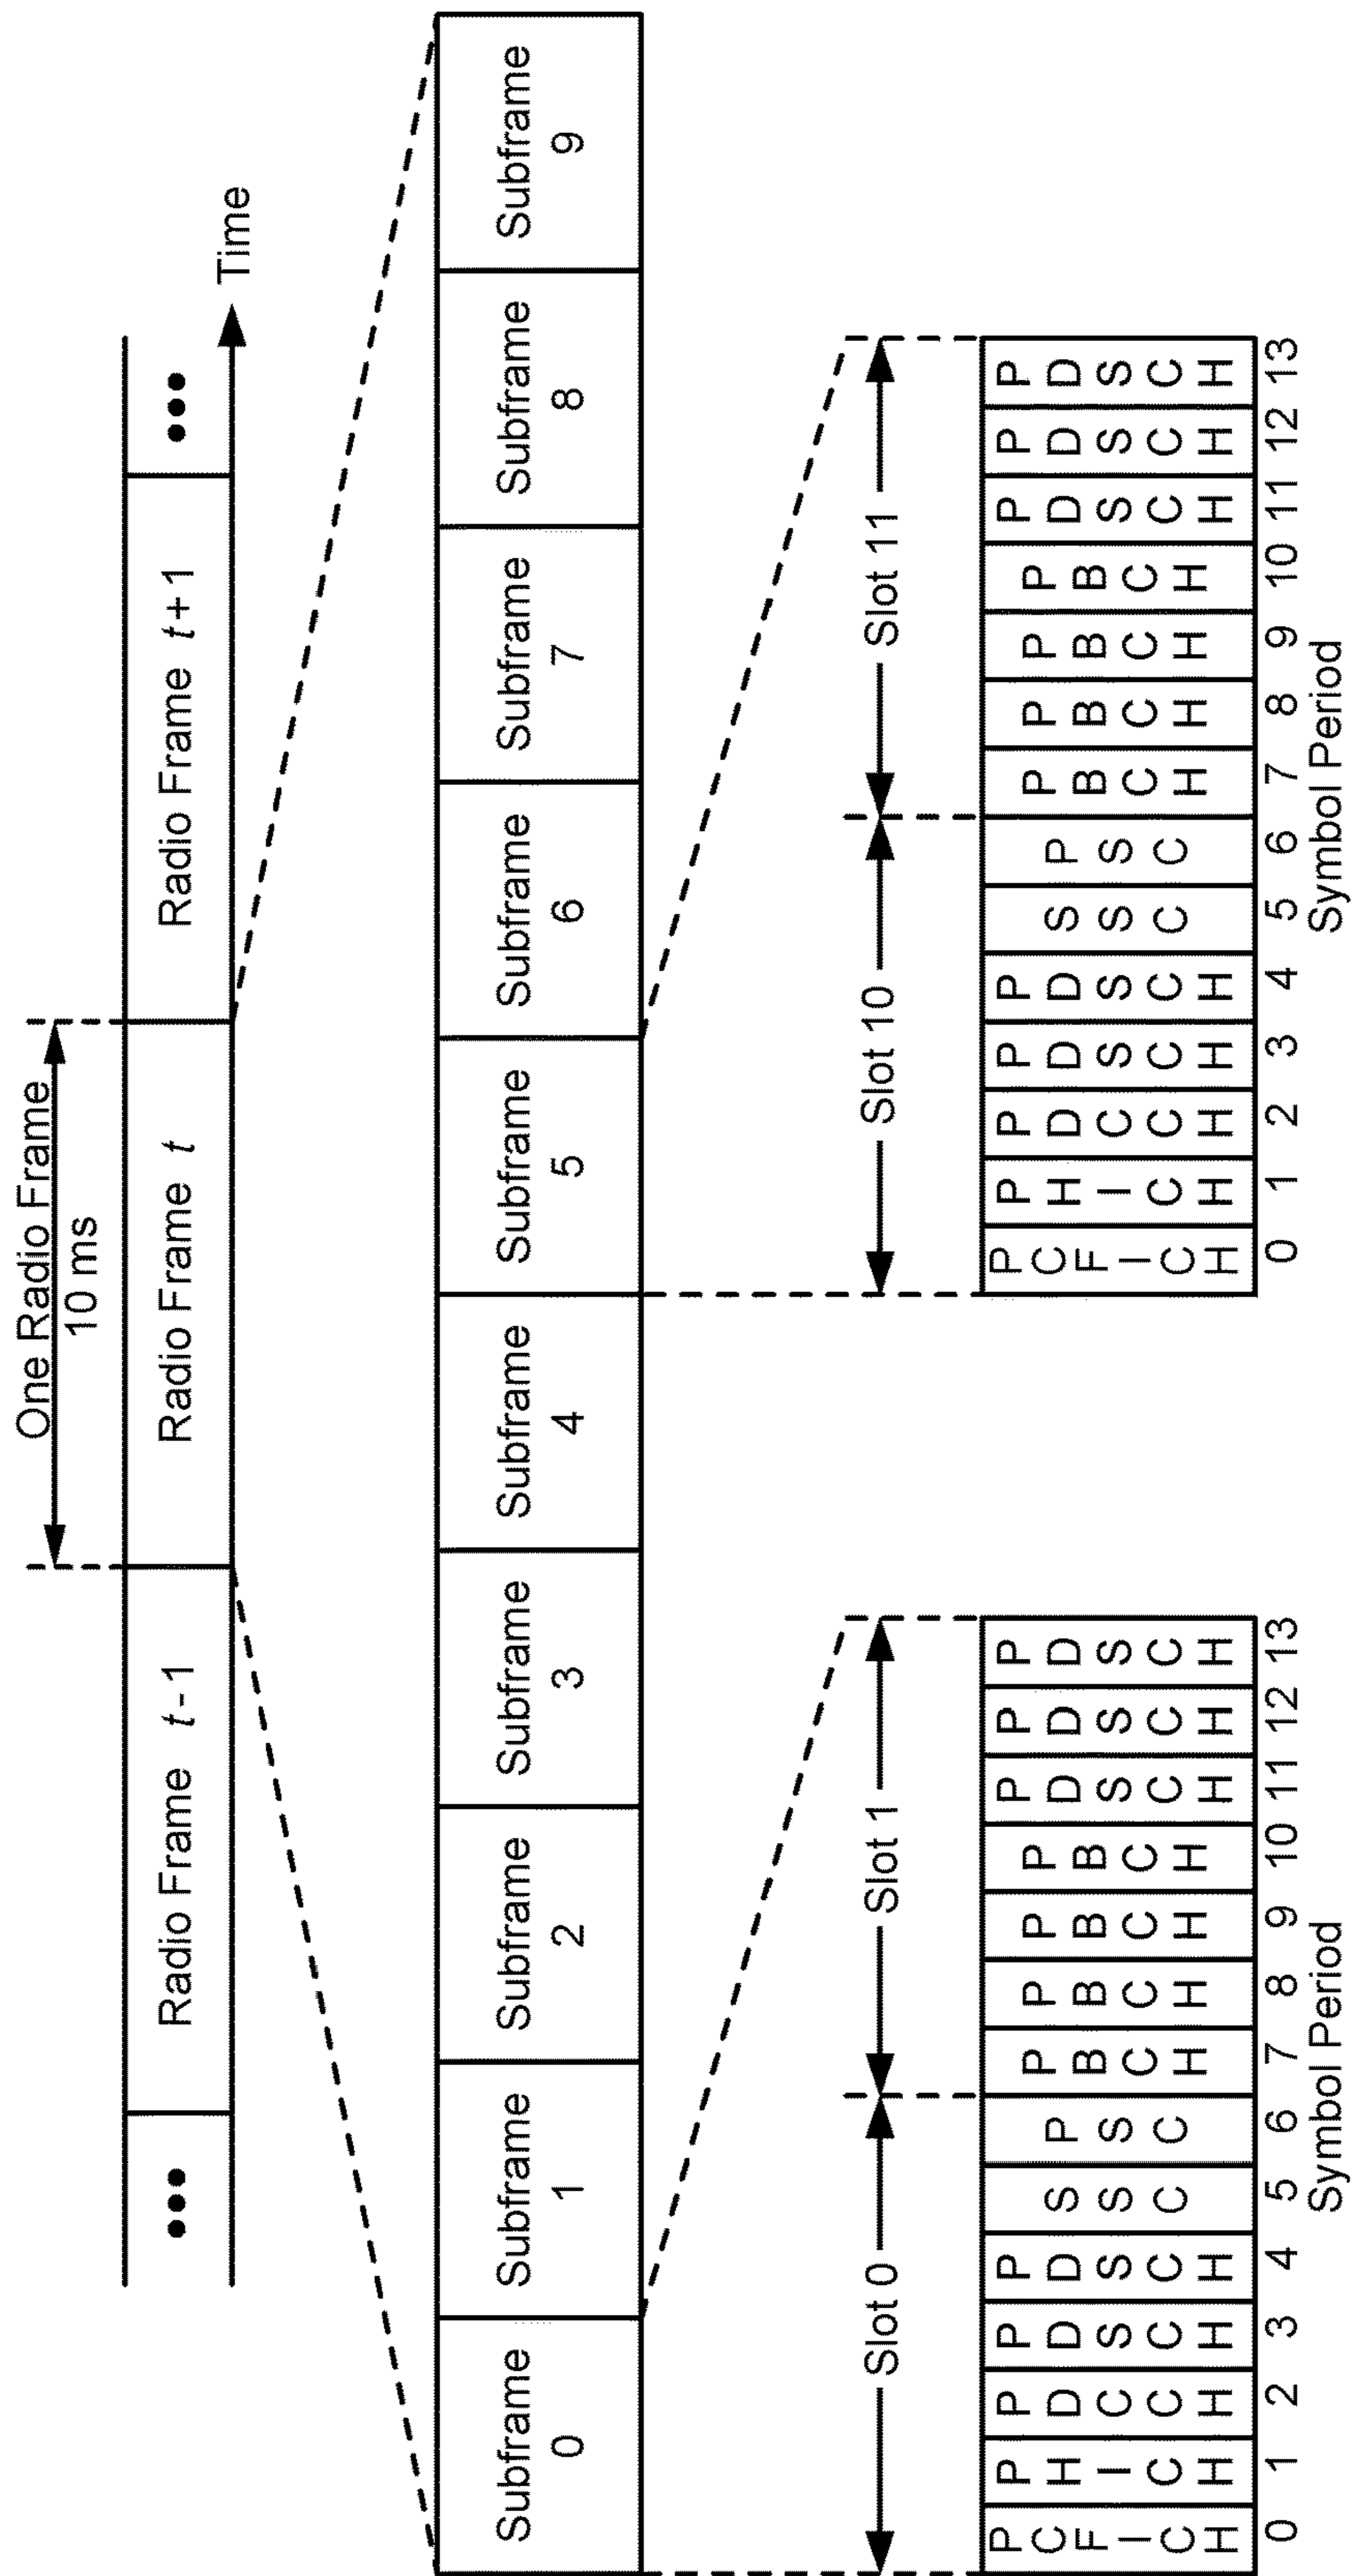 One Radio Frame
10 ms
••• Radio Frame t-1 Radio Frame t Radio Frame t+1 •••
Time
Subframe 0 Subframe 1 Subframe 2 Subframe 3 Subframe 4 Subframe 5 Subframe 6 Subframe 7 Subframe 8 Subframe 9
Slot 0 Slot 1 Slot 10 Slot 11
PCFICH PHICH PDCCH PDSCH PDSCH SSC PSC PBCH PBCH PBCH PBCH PDSCH PDSCH PDSCH
0 1 2 3 4 5 6 7 8 9 10 11 12 13
Symbol Period
PCFICH PHICH PDCCH PDSCH PDSCH SSC PSC PBCH PBCH PBCH PBCH PDSCH PDSCH PDSCH
0 1 2 3 4 5 6 7 8 9 10 11 12 13
Symbol Period